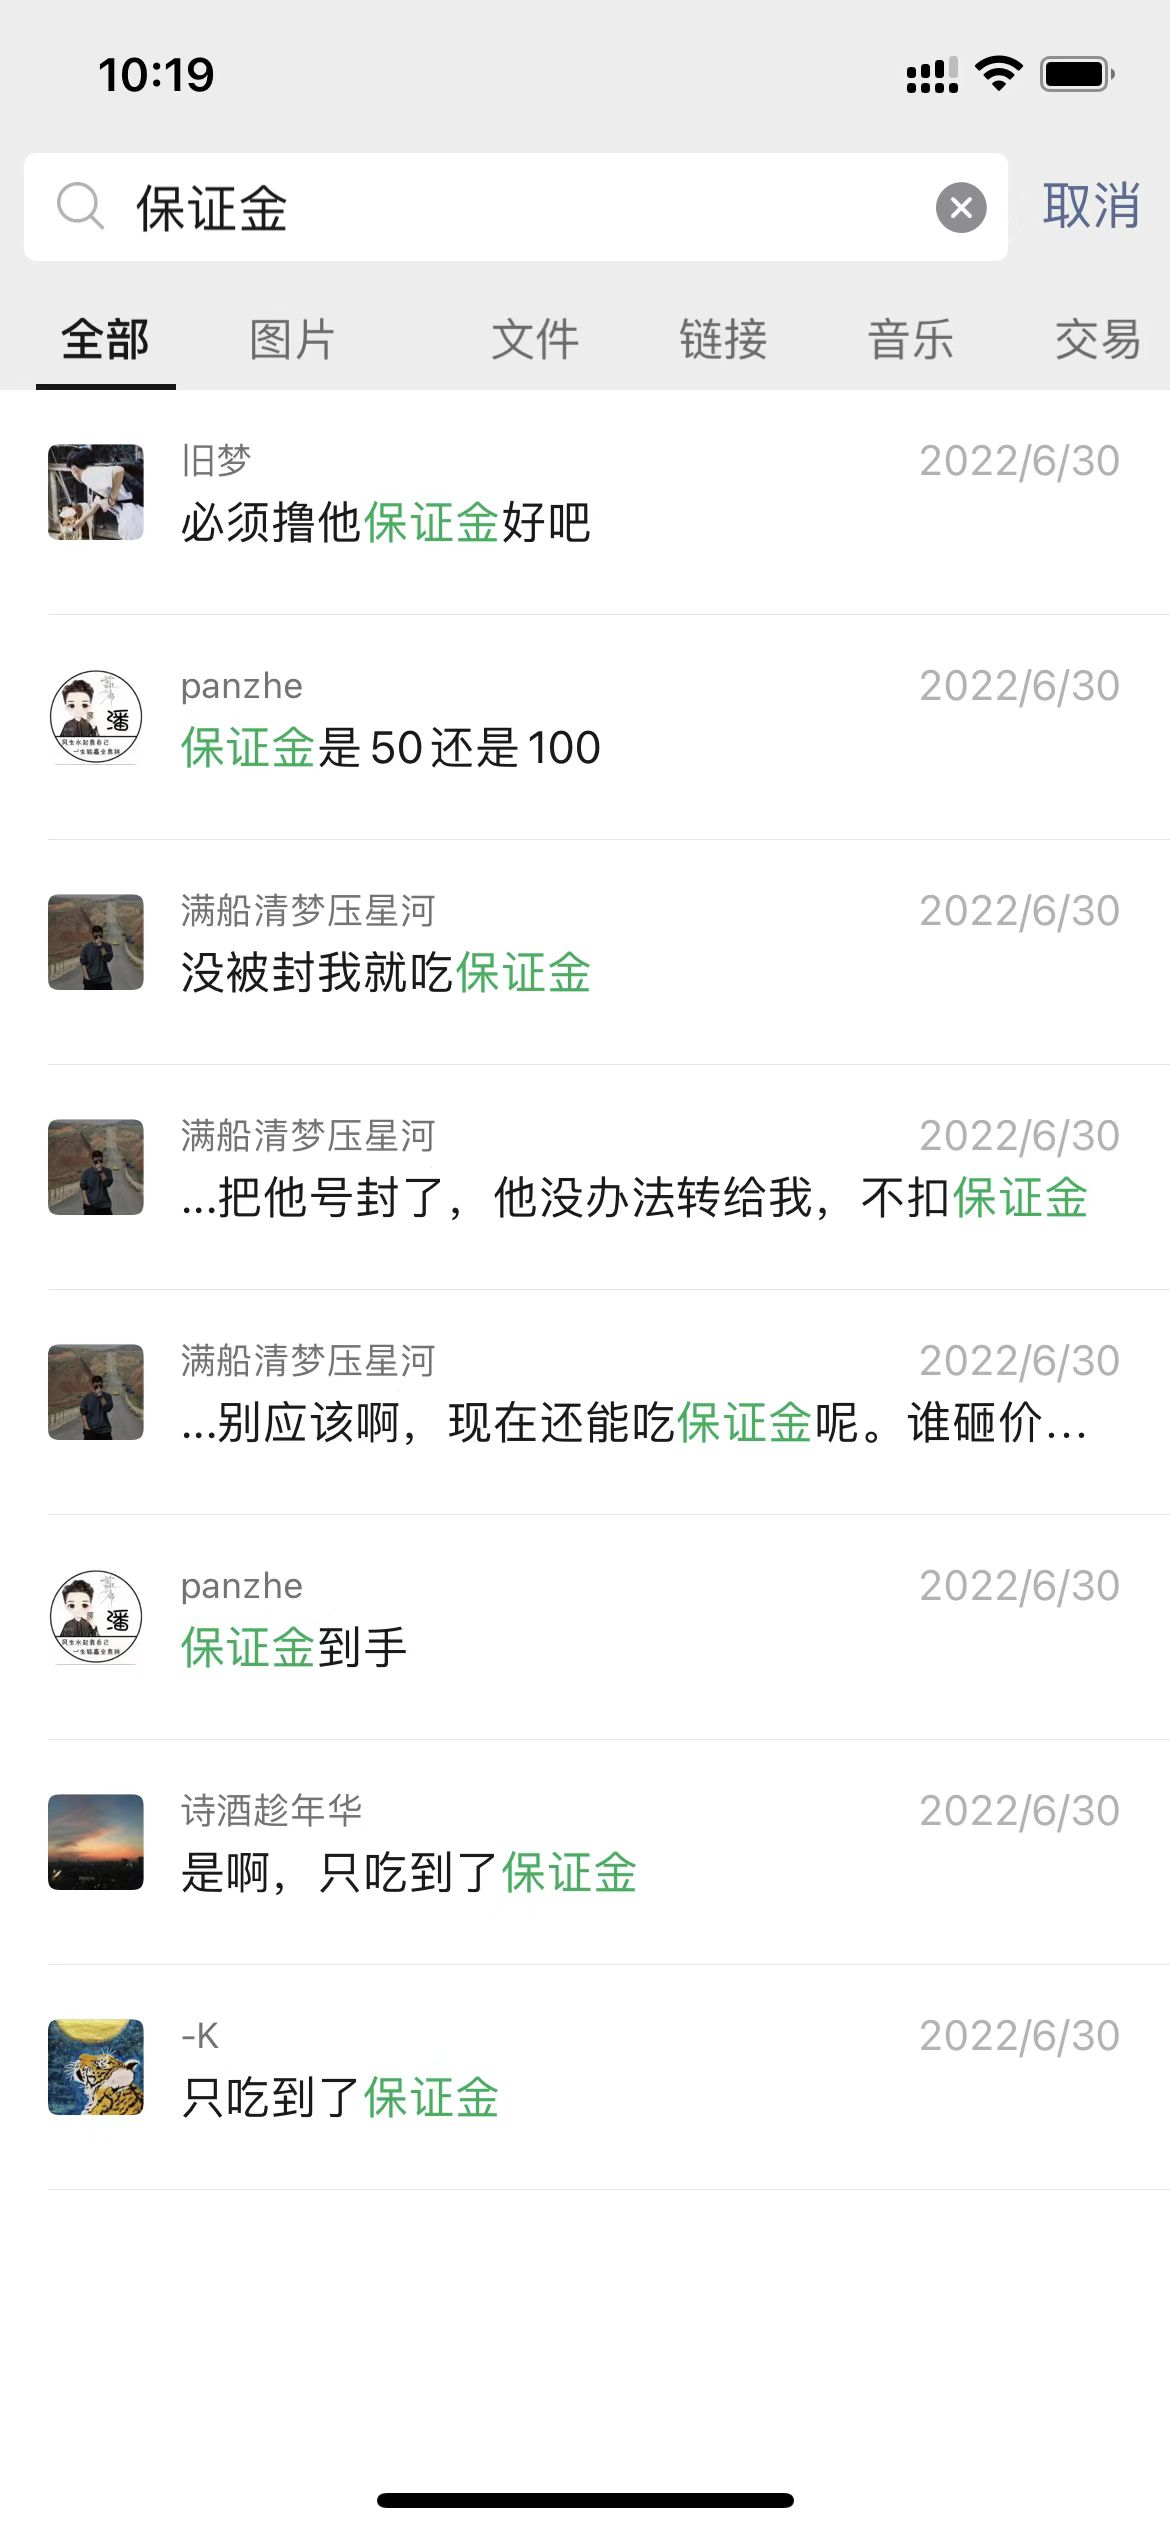 10:19
保证金
取消
全部 图片 文件 链接 音乐 交易
旧梦 2022/6/30
必须撸他保证金好吧
panzhe 2022/6/30
潘
保证金是50还是100
满船清梦压星河 2022/6/30
没被封我就吃保证金
满船清梦压星河 2022/6/30
...把他号封了，他没办法转给我，不扣保证金
满船清梦压星河 2022/6/30
...别应该啊，现在还能吃保证金呢。谁砸价...
panzhe 2022/6/30
潘
保证金到手
诗酒趁年华 2022/6/30
是啊，只吃到了保证金
-K 2022/6/30
只吃到了保证金